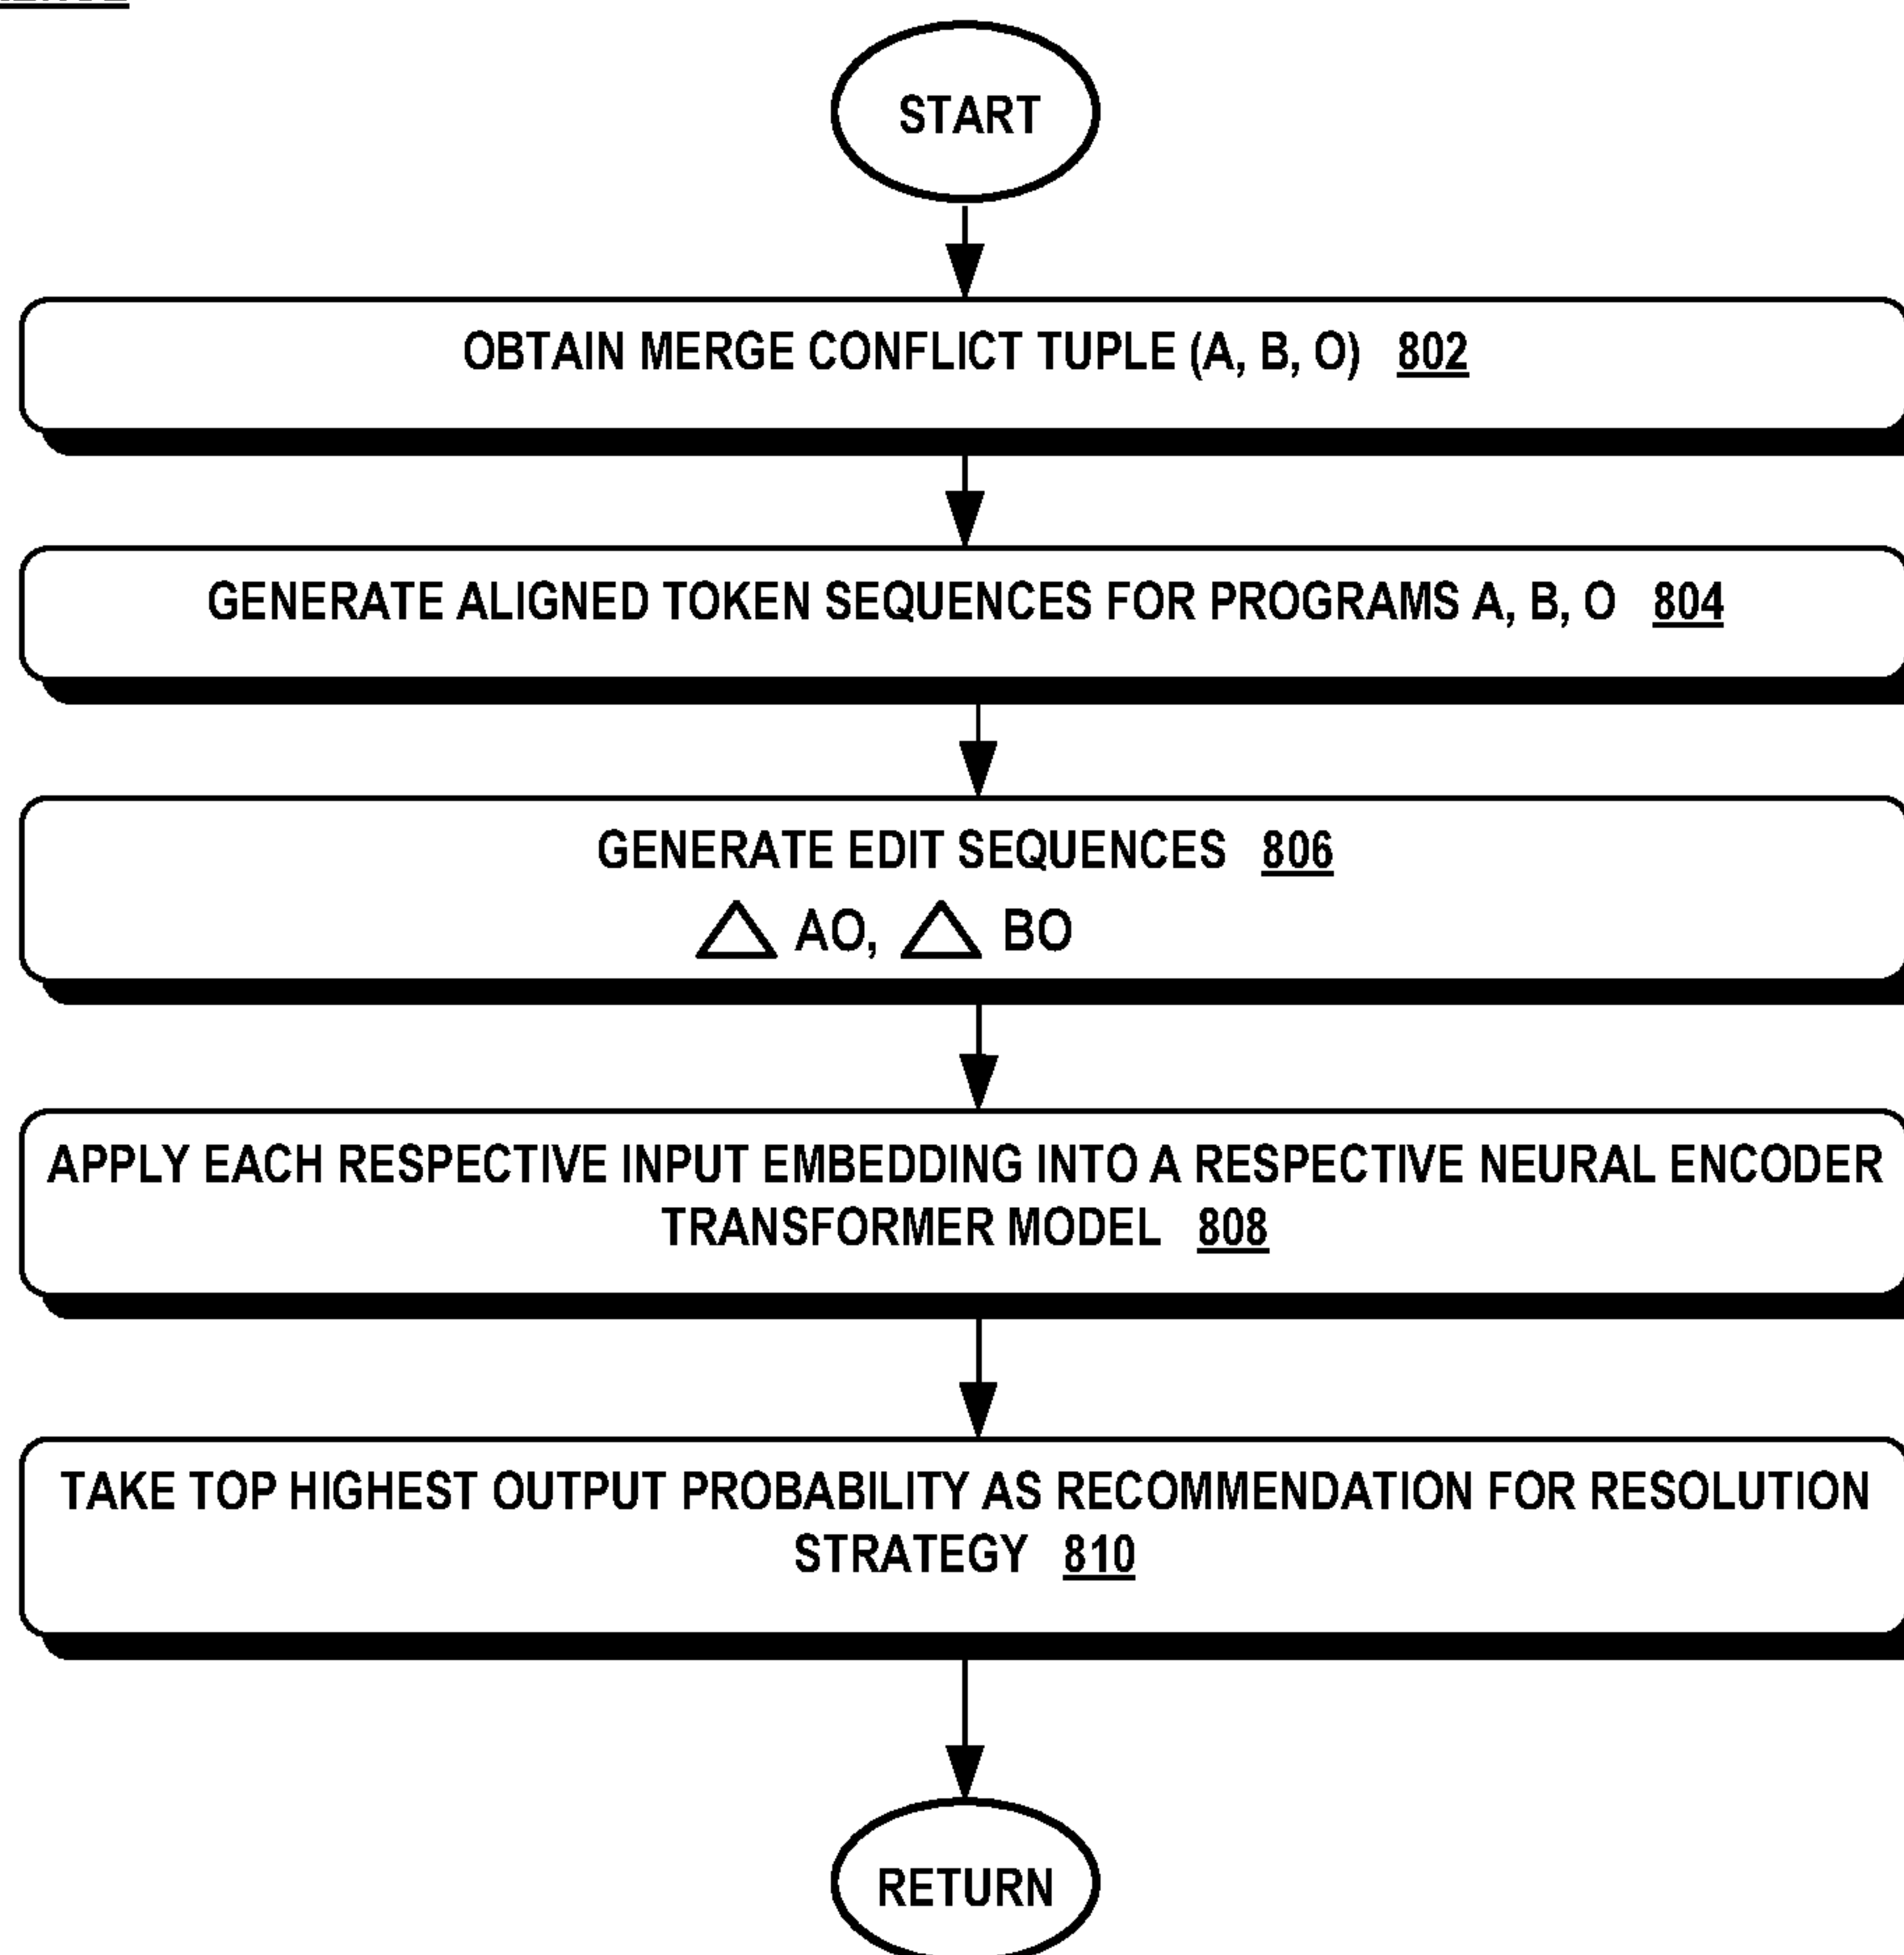 START
OBTAIN MERGE CONFLICT TUPLE (A, B, O) 802
GENERATE ALIGNED TOKEN SEQUENCES FOR PROGRAMS A, B, O 804
GENERATE EDIT SEQUENCES 806
△ AO, △ BO
APPLY EACH RESPECTIVE INPUT EMBEDDING INTO A RESPECTIVE NEURAL ENCODER
TRANSFORMER MODEL 808
TAKE TOP HIGHEST OUTPUT PROBABILITY AS RECOMMENDATION FOR RESOLUTION
STRATEGY 810
RETURN